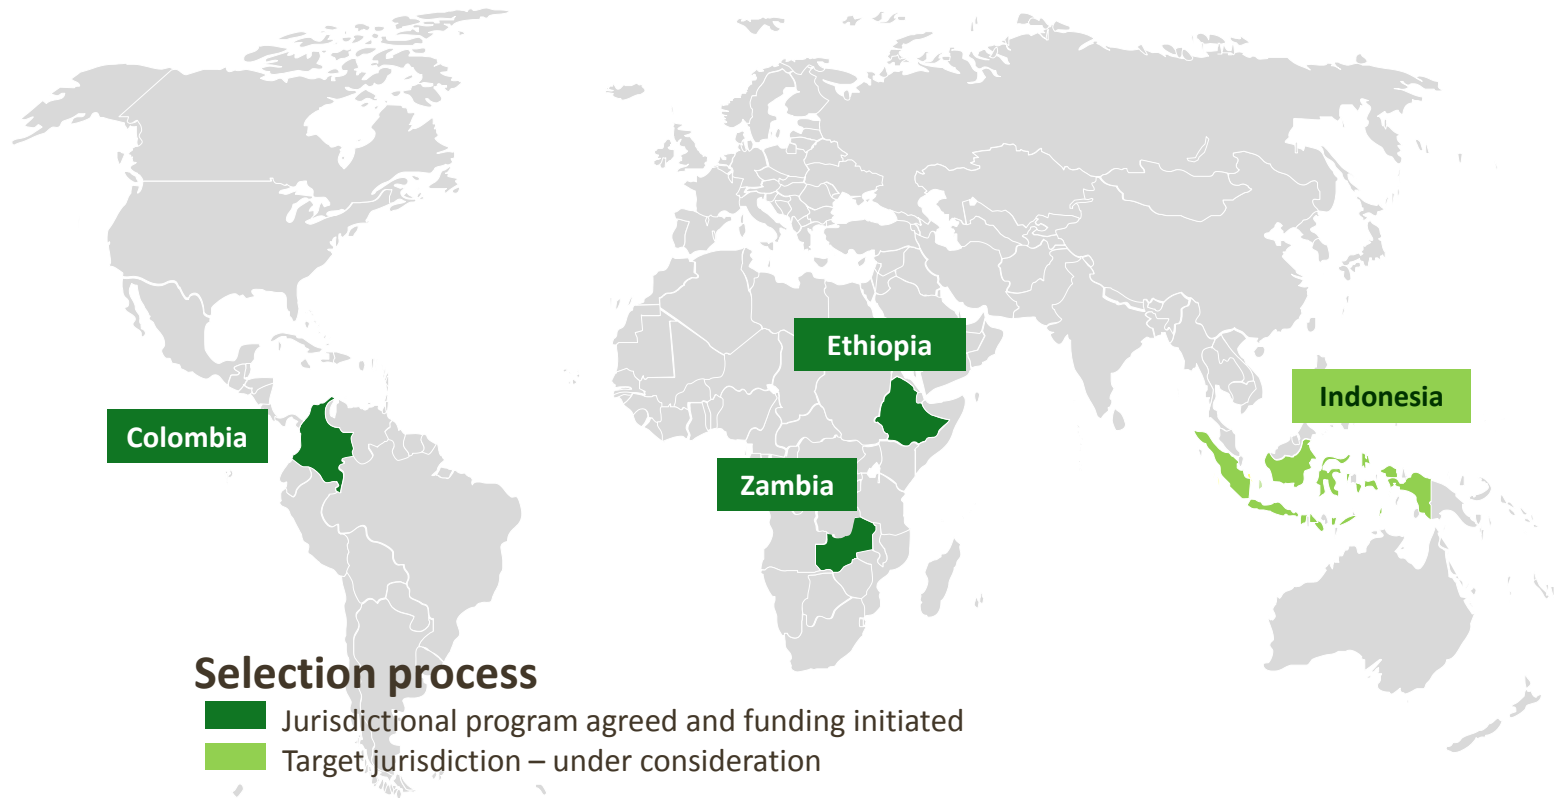 Ethiopia
Indonesia
Colombia
Zambia
Selection process
Jurisdictional program agreed and funding initiated
Target jurisdiction – under consideration